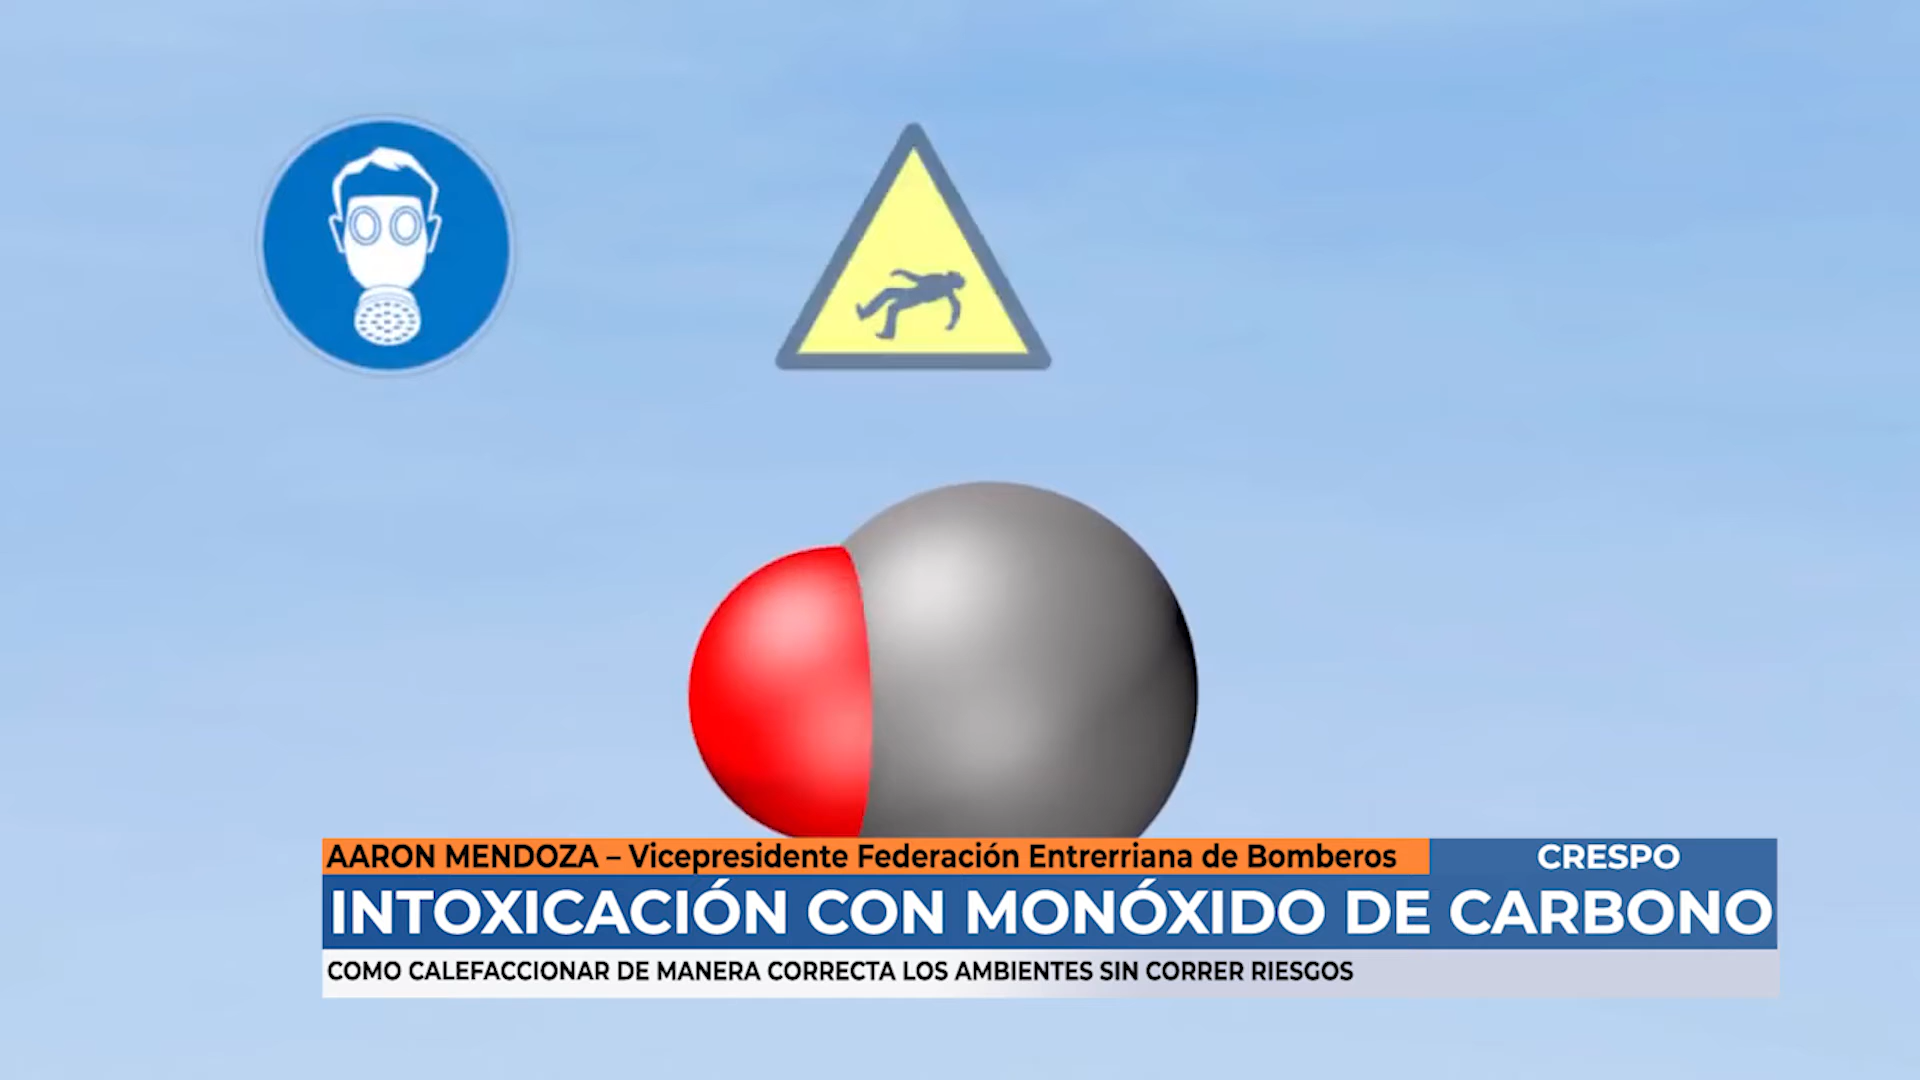 AARON MENDOZA – Vicepresidente Federación Entrerriana de Bomberos
CRESPO
INTOXICACIÓN CON MONÓXIDO DE CARBONO
COMO CALEFACCIONAR DE MANERA CORRECTA LOS AMBIENTES SIN CORRER RIESGOS